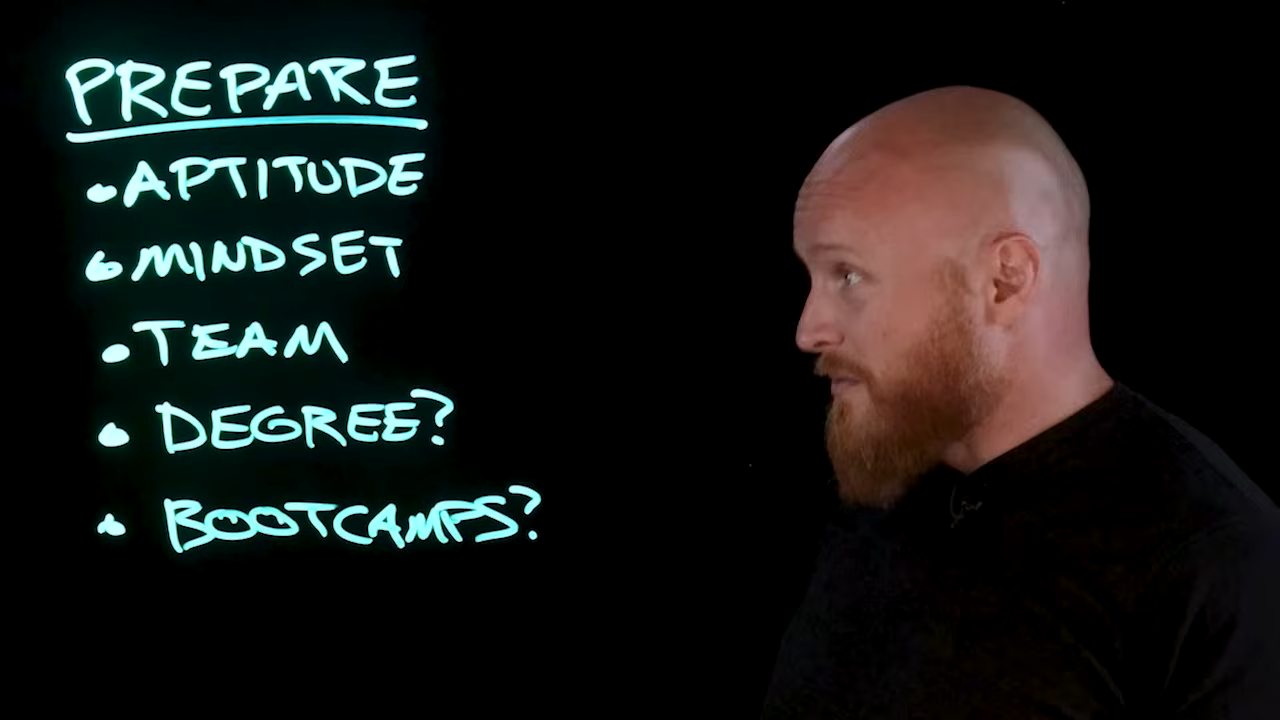 PREPARE
• APTITUDE
• MINDSET
• TEAM
• DEGREE?
• BOOTCAMPS?